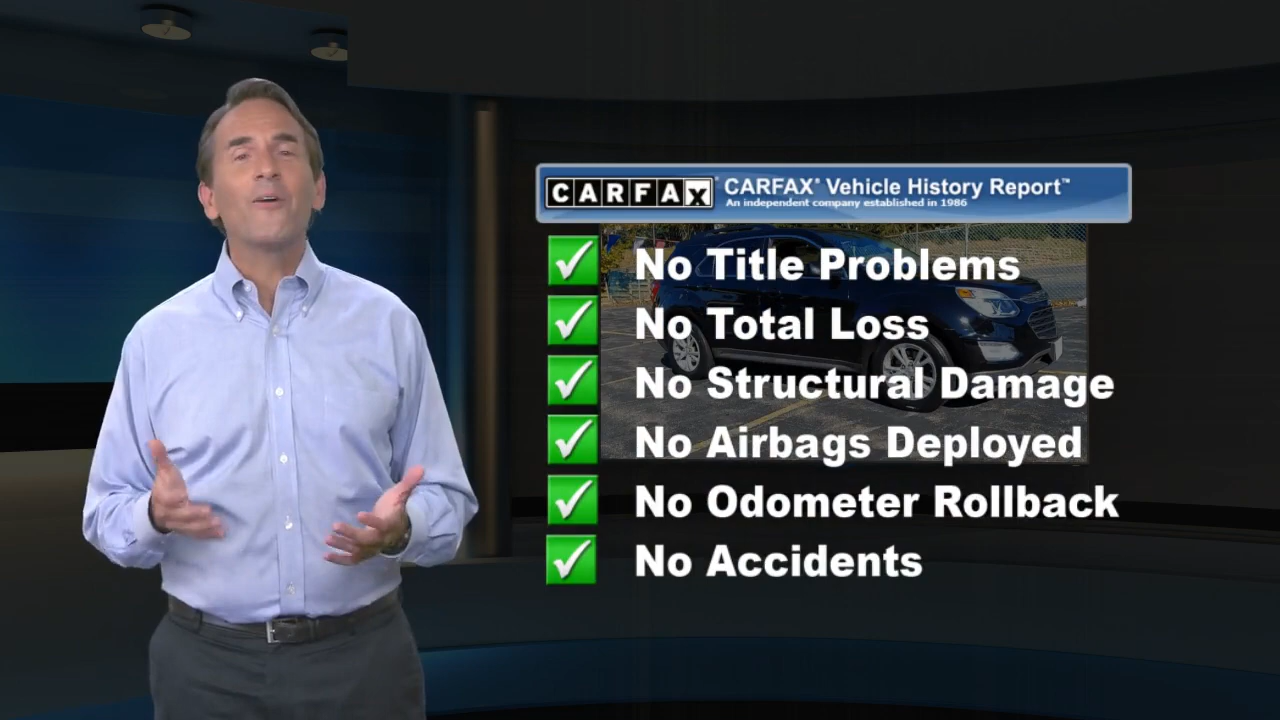 CARFAX® CARFAX® Vehicle History Report™
An independent company established in 1986
No Title Problems
No Total Loss
No Structural Damage
No Airbags Deployed
No Odometer Rollback
No Accidents